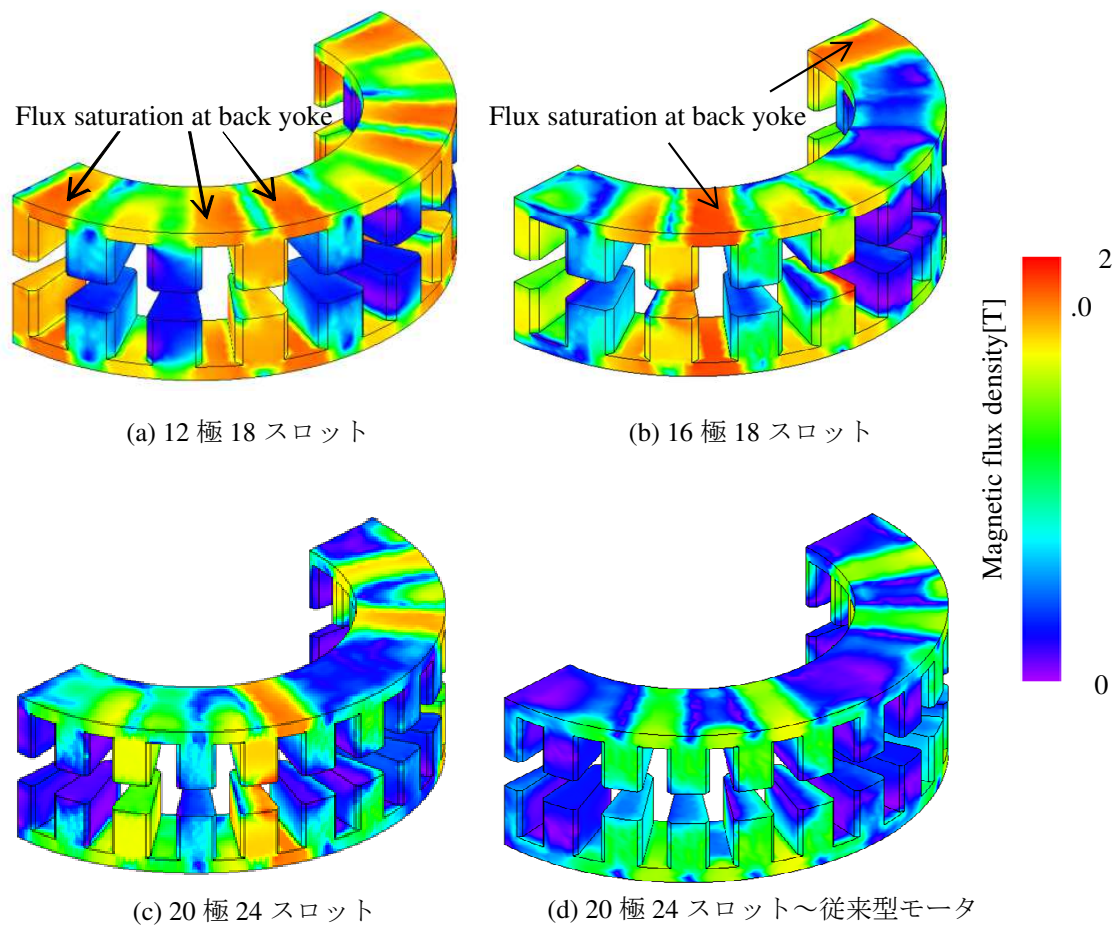 Flux saturation at back yoke
Flux saturation at back yoke
(a) 12 極 18 スロット
(b) 16 極 18 スロット
2
.0
Magnetic flux density[T]
0
(c) 20 極 24 スロット
(d) 20 極 24 スロット～従来型モータ